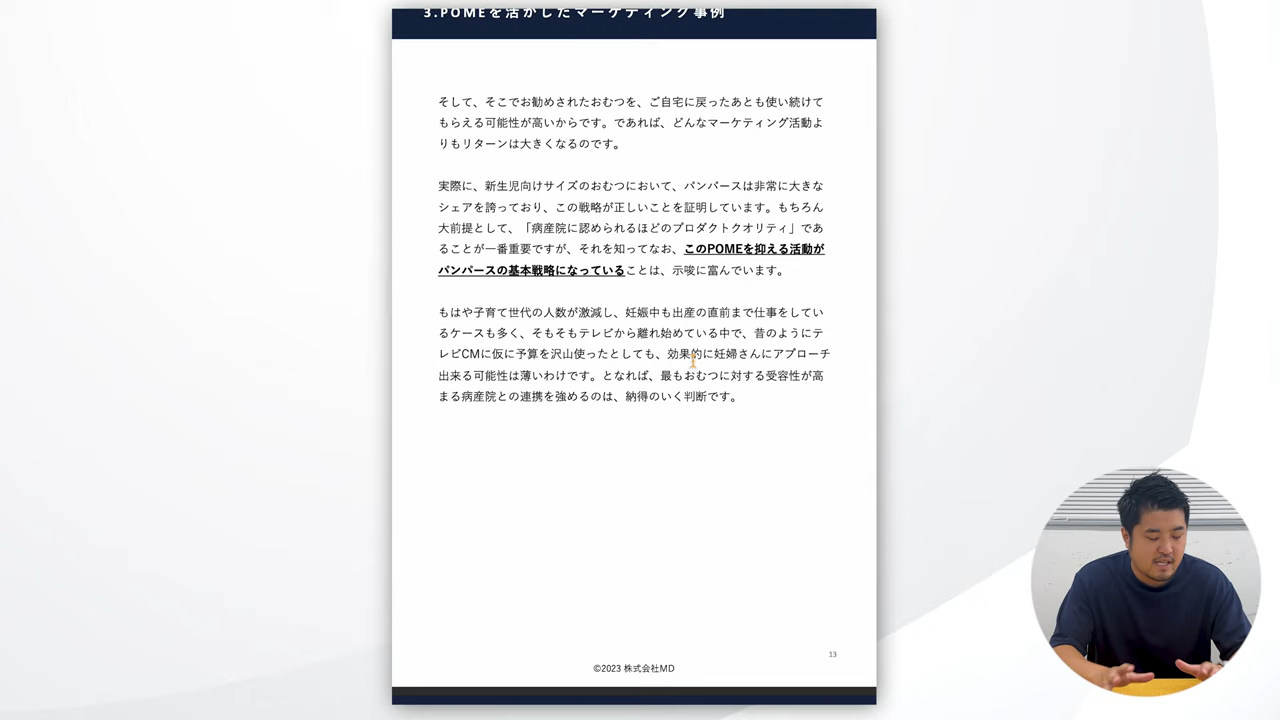 3.POMEを活かしたマーケティング事例
そして、そこでお勧めされたおむつを、ご自宅に戻ったあとも使い続けて
もらえる可能性が高いからです。であれば、どんなマーケティング活動よ
りもリターンは大きくなるのです。
実際に、新生児向けサイズのおむつにおいて、パンパースは非常に大きな
シェアを誇っており、この戦略が正しいことを証明しています。もちろん
大前提として、「病産院に認められるほどのプロダクトクオリティ」であ
ることが一番重要ですが、それを知ってなお、このPOMEを抑える活動が
パンパースの基本戦略になっていることは、示唆に富んでいます。
もはや子育て世代の人数が激減し、妊娠中も出産の直前まで仕事をしてい
るケースも多く、そもそもテレビから離れ始めている中で、昔のようにテ
レビCMに仮に予算を沢山使ったとしても、効果的に妊婦さんにアプローチ
出来る可能性は薄いわけです。となれば、最もおむつに対する受容性が高
まる病産院との連携を強めるのは、納得のいく判断です。
13
©2023 株式会社MD